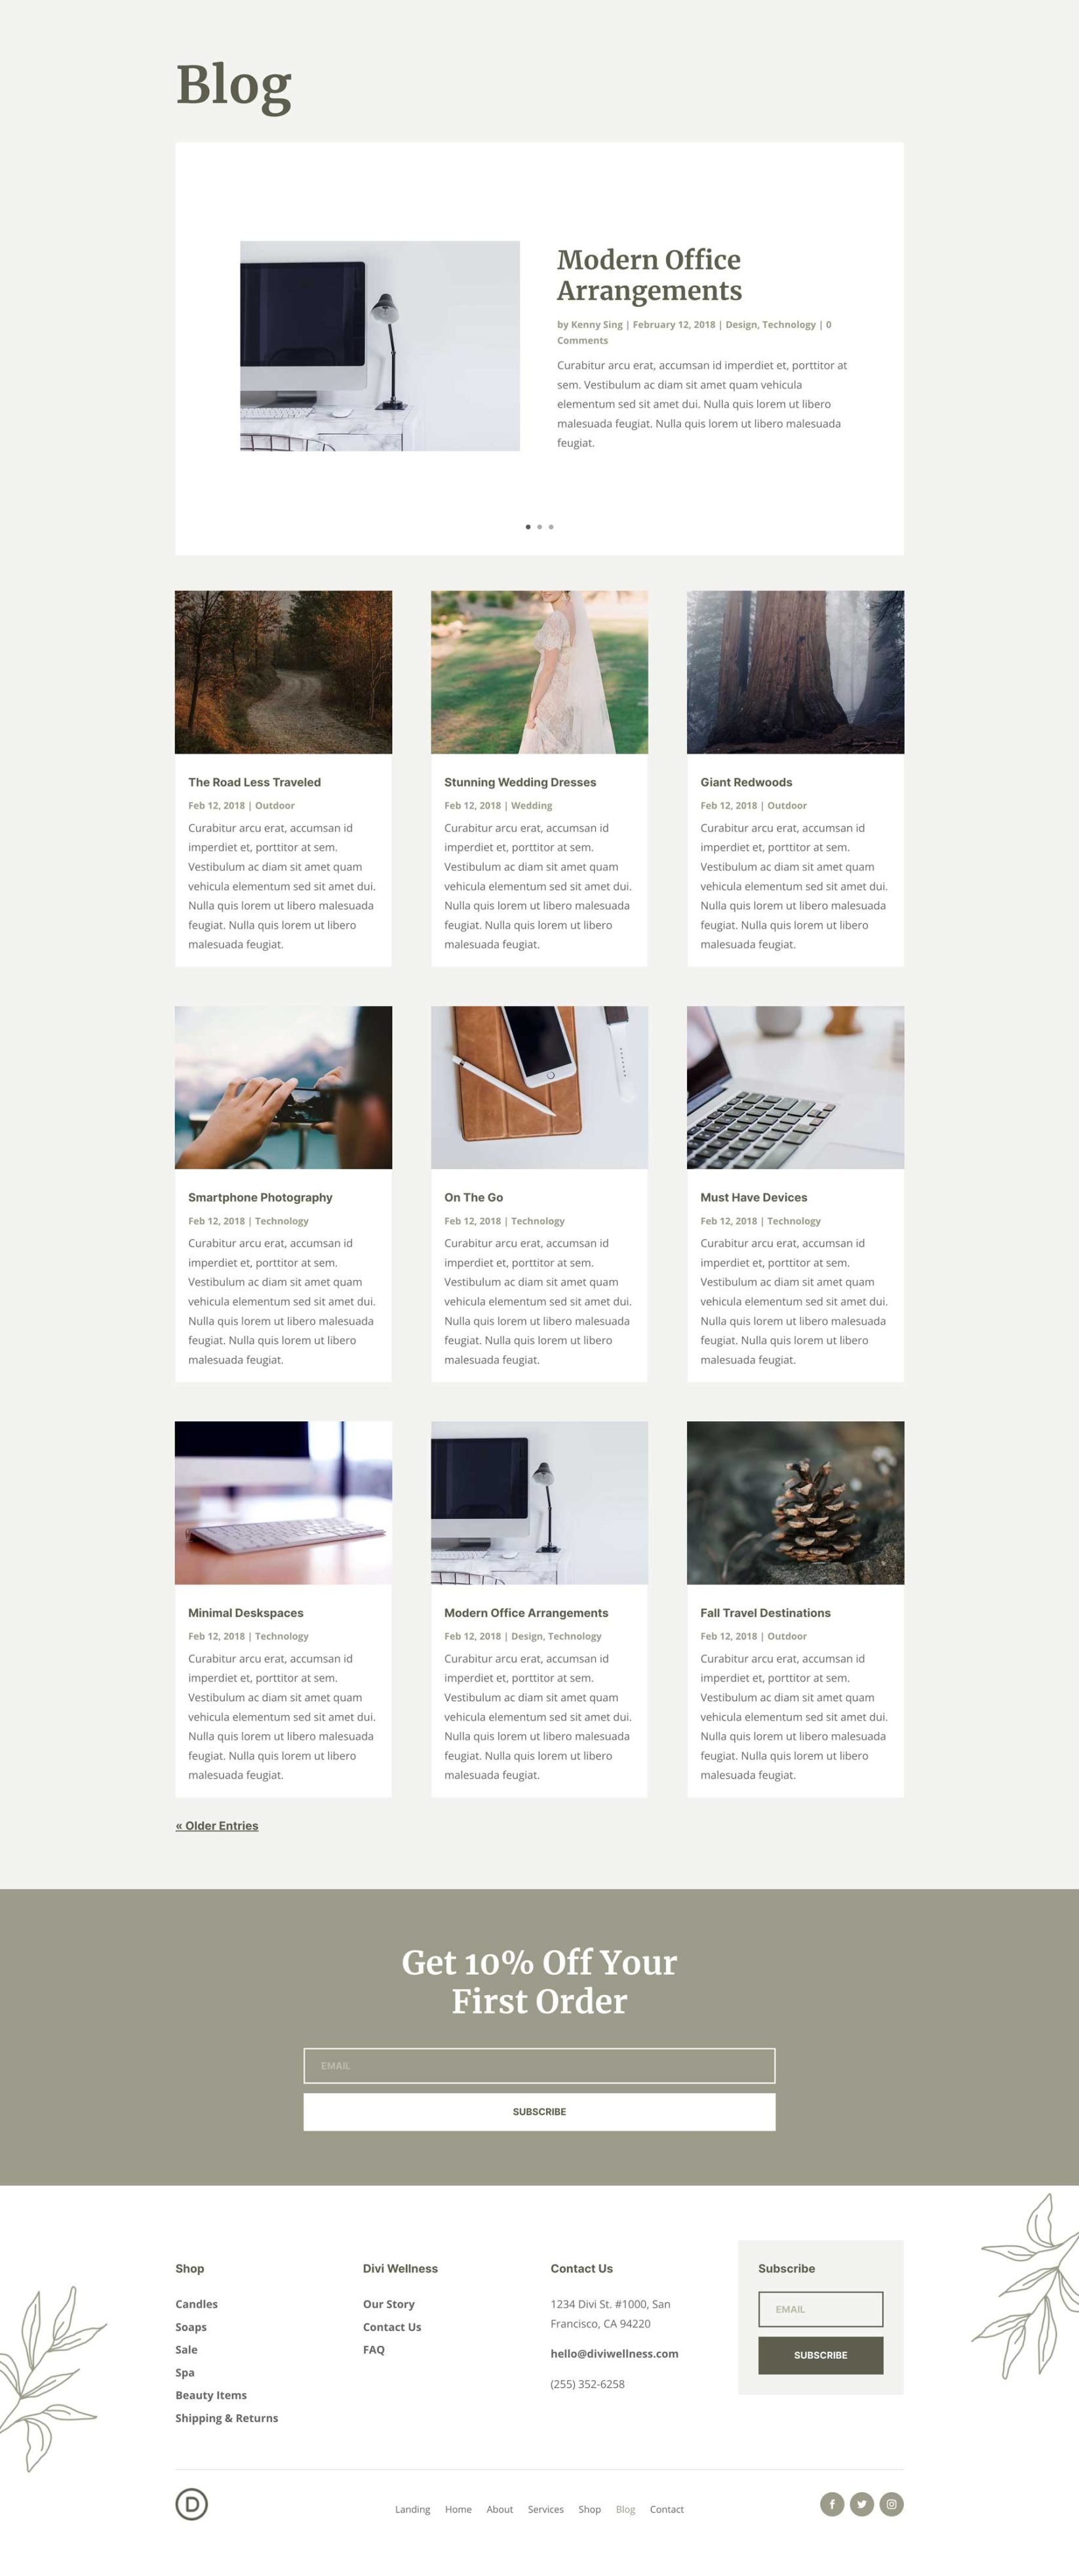 Blog
Modern Office
Arrangements
by Kenny Sing | February 12, 2018 | Design, Technology | 0
Comments
Curabitur arcu erat, accumsan id imperdiet et, porttitor at
sem. Vestibulum ac diam sit amet quam vehicula
elementum sed sit amet dui. Nulla quis lorem ut libero
malesuada feugiat. Nulla quis lorem ut libero malesuada
feugiat.
The Road Less Traveled
Feb 12, 2018 | Outdoor
Curabitur arcu erat, accumsan id
imperdiet et, porttitor at sem.
Vestibulum ac diam sit amet quam
vehicula elementum sed sit amet dui.
Nulla quis lorem ut libero malesuada
feugiat. Nulla quis lorem ut libero
malesuada feugiat.
Stunning Wedding Dresses
Feb 12, 2018 | Wedding
Curabitur arcu erat, accumsan id
imperdiet et, porttitor at sem.
Vestibulum ac diam sit amet quam
vehicula elementum sed sit amet dui.
Nulla quis lorem ut libero malesuada
feugiat. Nulla quis lorem ut libero
malesuada feugiat.
Giant Redwoods
Feb 12, 2018 | Outdoor
Curabitur arcu erat, accumsan id
imperdiet et, porttitor at sem.
Vestibulum ac diam sit amet quam
vehicula elementum sed sit amet dui.
Nulla quis lorem ut libero malesuada
feugiat. Nulla quis lorem ut libero
malesuada feugiat.
Smartphone Photography
Feb 12, 2018 | Technology
Curabitur arcu erat, accumsan id
imperdiet et, porttitor at sem.
Vestibulum ac diam sit amet quam
vehicula elementum sed sit amet dui.
Nulla quis lorem ut libero malesuada
feugiat. Nulla quis lorem ut libero
malesuada feugiat.
On The Go
Feb 12, 2018 | Technology
Curabitur arcu erat, accumsan id
imperdiet et, porttitor at sem.
Vestibulum ac diam sit amet quam
vehicula elementum sed sit amet dui.
Nulla quis lorem ut libero malesuada
feugiat. Nulla quis lorem ut libero
malesuada feugiat.
Must Have Devices
Feb 12, 2018 | Technology
Curabitur arcu erat, accumsan id
imperdiet et, porttitor at sem.
Vestibulum ac diam sit amet quam
vehicula elementum sed sit amet dui.
Nulla quis lorem ut libero malesuada
feugiat. Nulla quis lorem ut libero
malesuada feugiat.
Minimal Deskspaces
Feb 12, 2018 | Technology
Curabitur arcu erat, accumsan id
imperdiet et, porttitor at sem.
Vestibulum ac diam sit amet quam
vehicula elementum sed sit amet dui.
Nulla quis lorem ut libero malesuada
feugiat. Nulla quis lorem ut libero
malesuada feugiat.
Modern Office Arrangements
Feb 12, 2018 | Design, Technology
Curabitur arcu erat, accumsan id
imperdiet et, porttitor at sem.
Vestibulum ac diam sit amet quam
vehicula elementum sed sit amet dui.
Nulla quis lorem ut libero malesuada
feugiat. Nulla quis lorem ut libero
malesuada feugiat.
Fall Travel Destinations
Feb 12, 2018 | Outdoor
Curabitur arcu erat, accumsan id
imperdiet et, porttitor at sem.
Vestibulum ac diam sit amet quam
vehicula elementum sed sit amet dui.
Nulla quis lorem ut libero malesuada
feugiat. Nulla quis lorem ut libero
malesuada feugiat.
« Older Entries
Get 10% Off Your
First Order
EMAIL
SUBSCRIBE
Shop
Candles
Soaps
Sale
Spa
Beauty Items
Shipping & Returns
Divi Wellness
Our Story
Contact Us
FAQ
Contact Us
1234 Divi St. #1000, San
Francisco, CA 94220
hello@diviwellness.com
(255) 352-6258
Subscribe
EMAIL
SUBSCRIBE
D
Landing Home About Services Shop Blog Contact